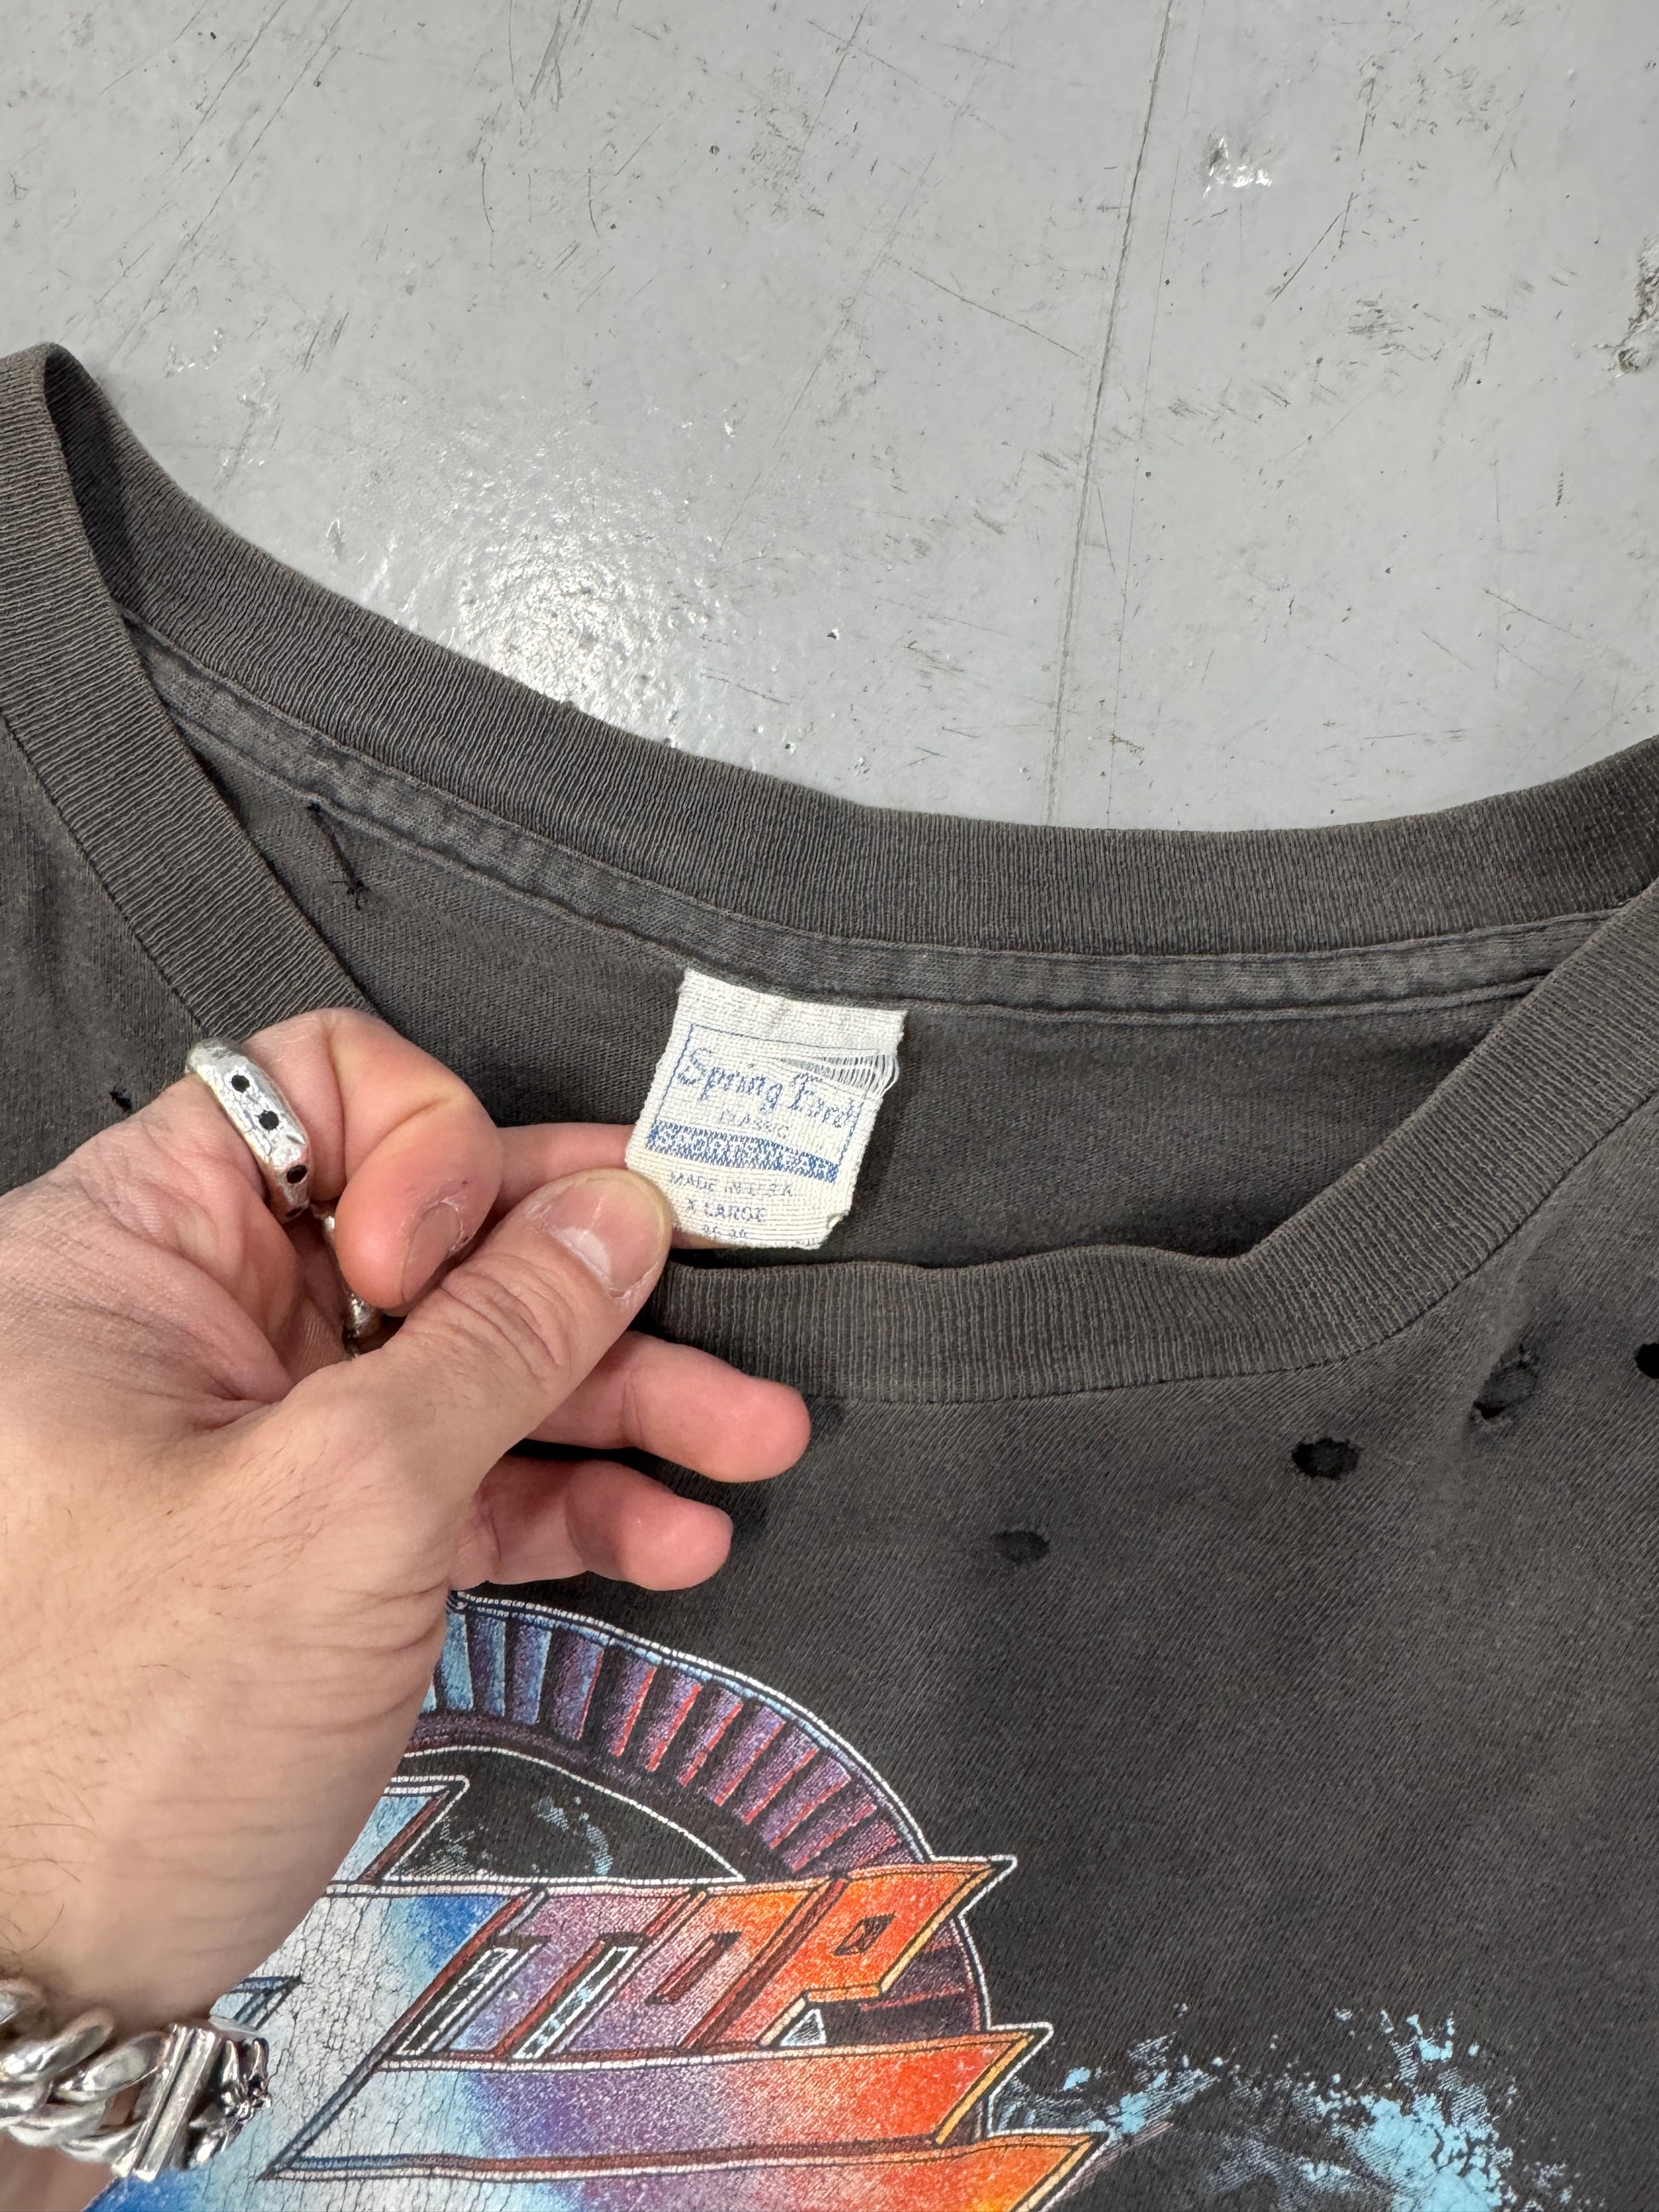 Spring Ford
CLASSIC
MADE IN U.S.A.
X LARGE
TOP